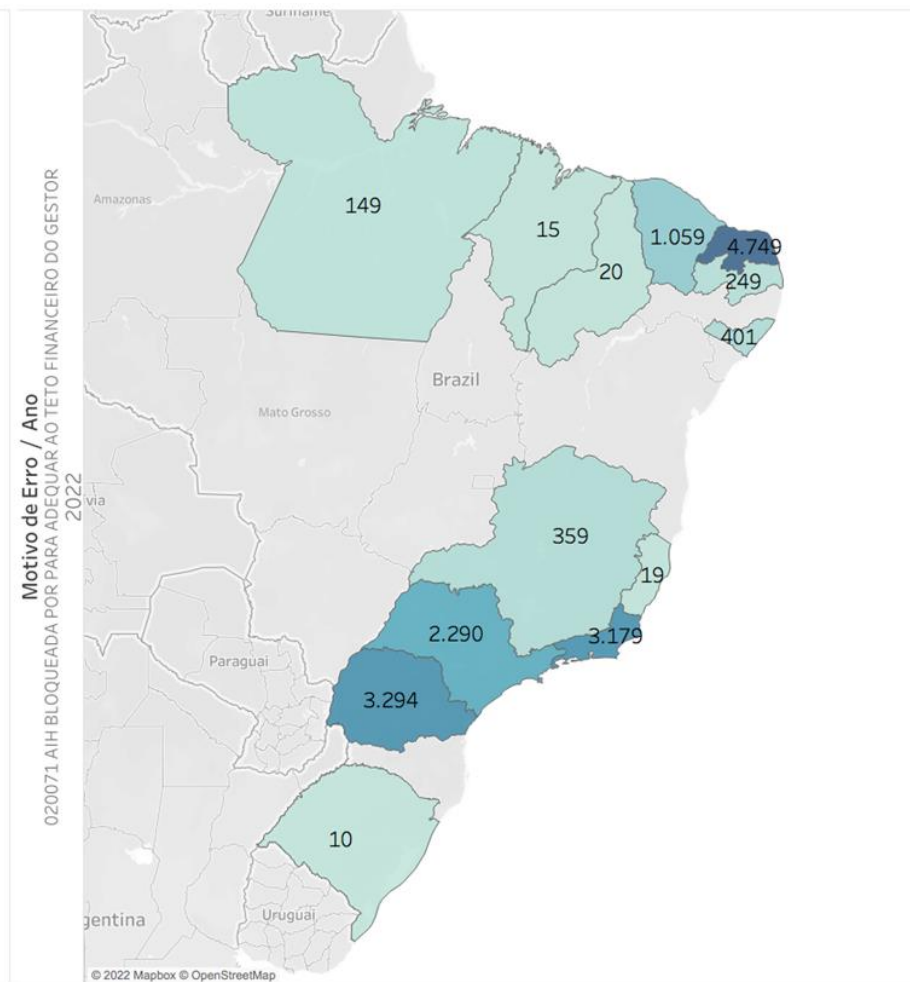 Motivo de Erro / Ano
020071 AIH BLOQUEADA POR PARA ADEQUAR AO TETO FINANCEIRO DO GESTOR
2022
Suriname
Amazonas
149
15
20
1.059
4.749
249
401
Brazil
Mato Grosso
via
359
19
2.290
3.179
Paraguai
3.294
10
Uruguai
gentina
© 2022 Mapbox © OpenStreetMap